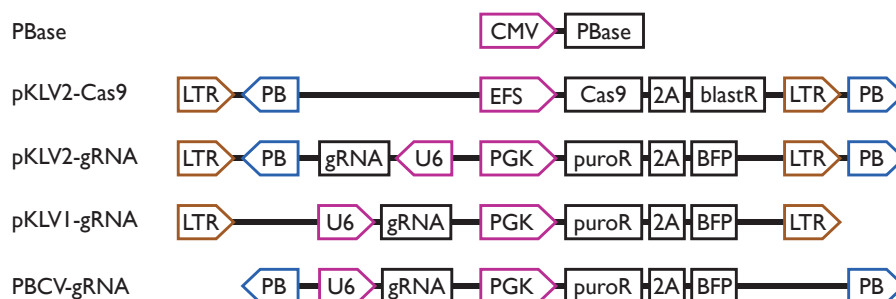 PBase CMV PBase
pKLV2-Cas9 LTR PB EFS Cas9 2A blastR LTR PB
pKLV2-gRNA LTR PB gRNA U6 PGK puroR 2A BFP LTR PB
pKLV1-gRNA LTR U6 gRNA PGK puroR 2A BFP LTR
PBCV-gRNA PB U6 gRNA PGK puroR 2A BFP PB